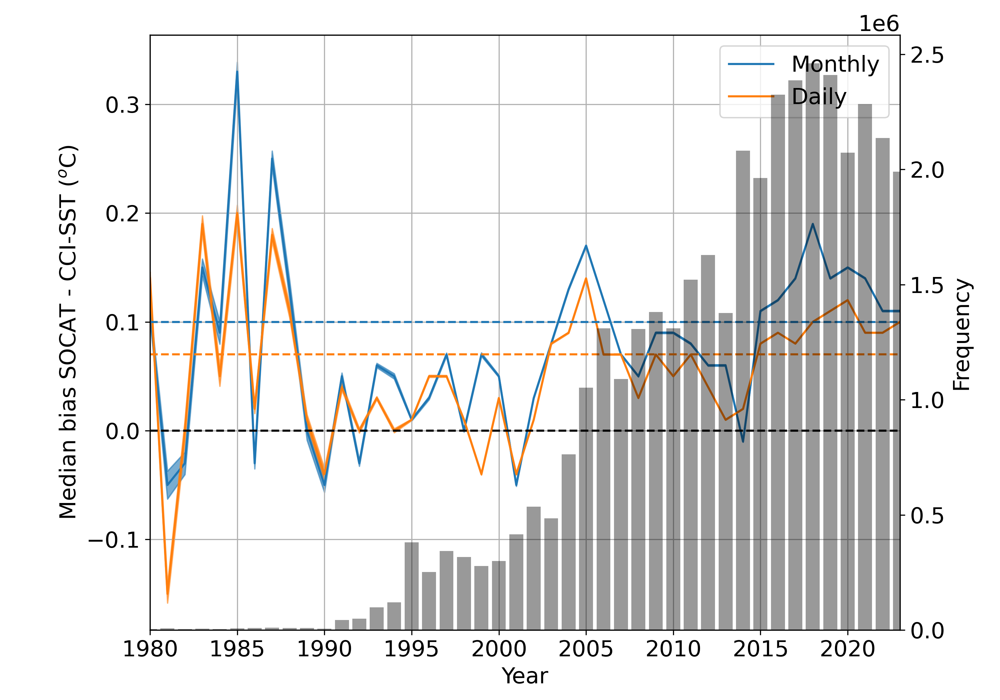 1e6
Monthly
Daily
Median bias SOCAT - CCI-SST (°C)
0.3
0.2
0.1
0.0
−0.1
2.5
2.0
1.5
1.0
0.5
0.0
Frequency
1980 1985 1990 1995 2000 2005 2010 2015 2020
Year